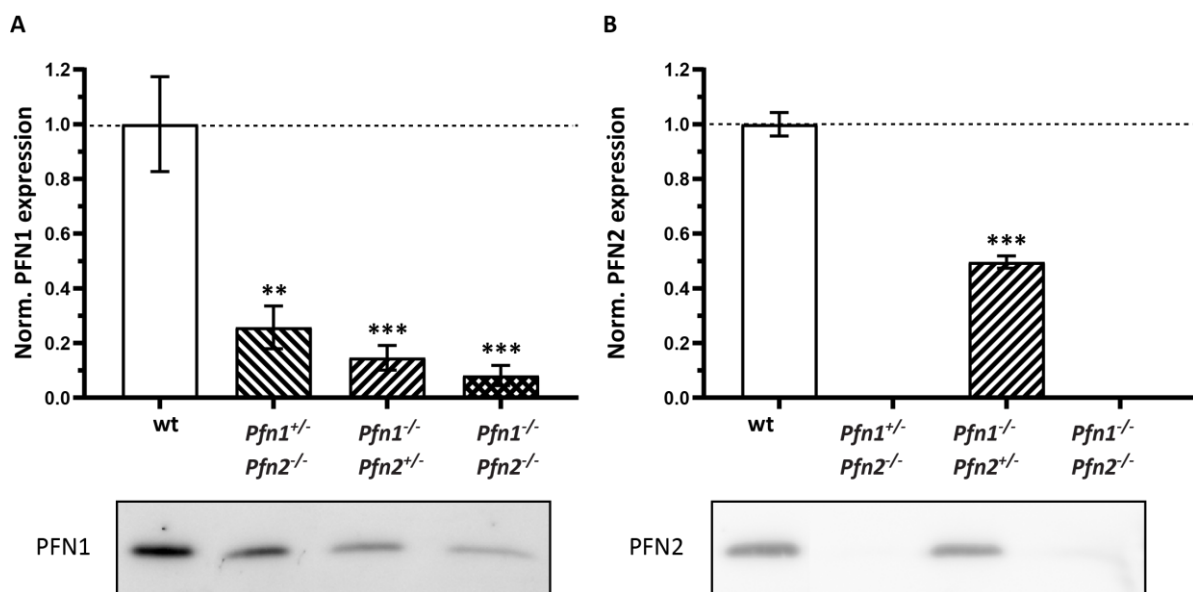 A
Norm. PFN1 expression
1.2
1.0
0.8
0.6
0.4
0.2
0.0
**
***
***
wt
Pfn1+/- Pfn1-/- Pfn1-/-
Pfn2-/- Pfn2+/- Pfn2-/-
PFN1
B
Norm. PFN2 expression
1.2
1.0
0.8
0.6
0.4
0.2
0.0
***
wt
Pfn1+/- Pfn1-/- Pfn1-/-
Pfn2-/- Pfn2+/- Pfn2-/-
PFN2